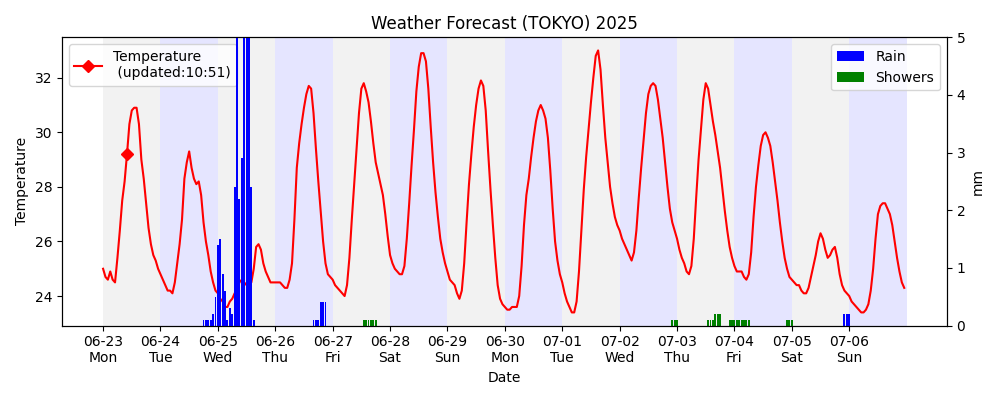 Weather Forecast (TOKYO) 2025
Temperature
(updated:10:51)
Rain
Showers
Temperature
32
30
28
26
24
5
4
3
2
1
0
mm
06-23 06-24 06-25 06-26 06-27 06-28 06-29 06-30 07-01 07-02 07-03 07-04 07-05 07-06
Mon Tue Wed Thu Fri Sat Sun Mon Tue Wed Thu Fri Sat Sun
Date